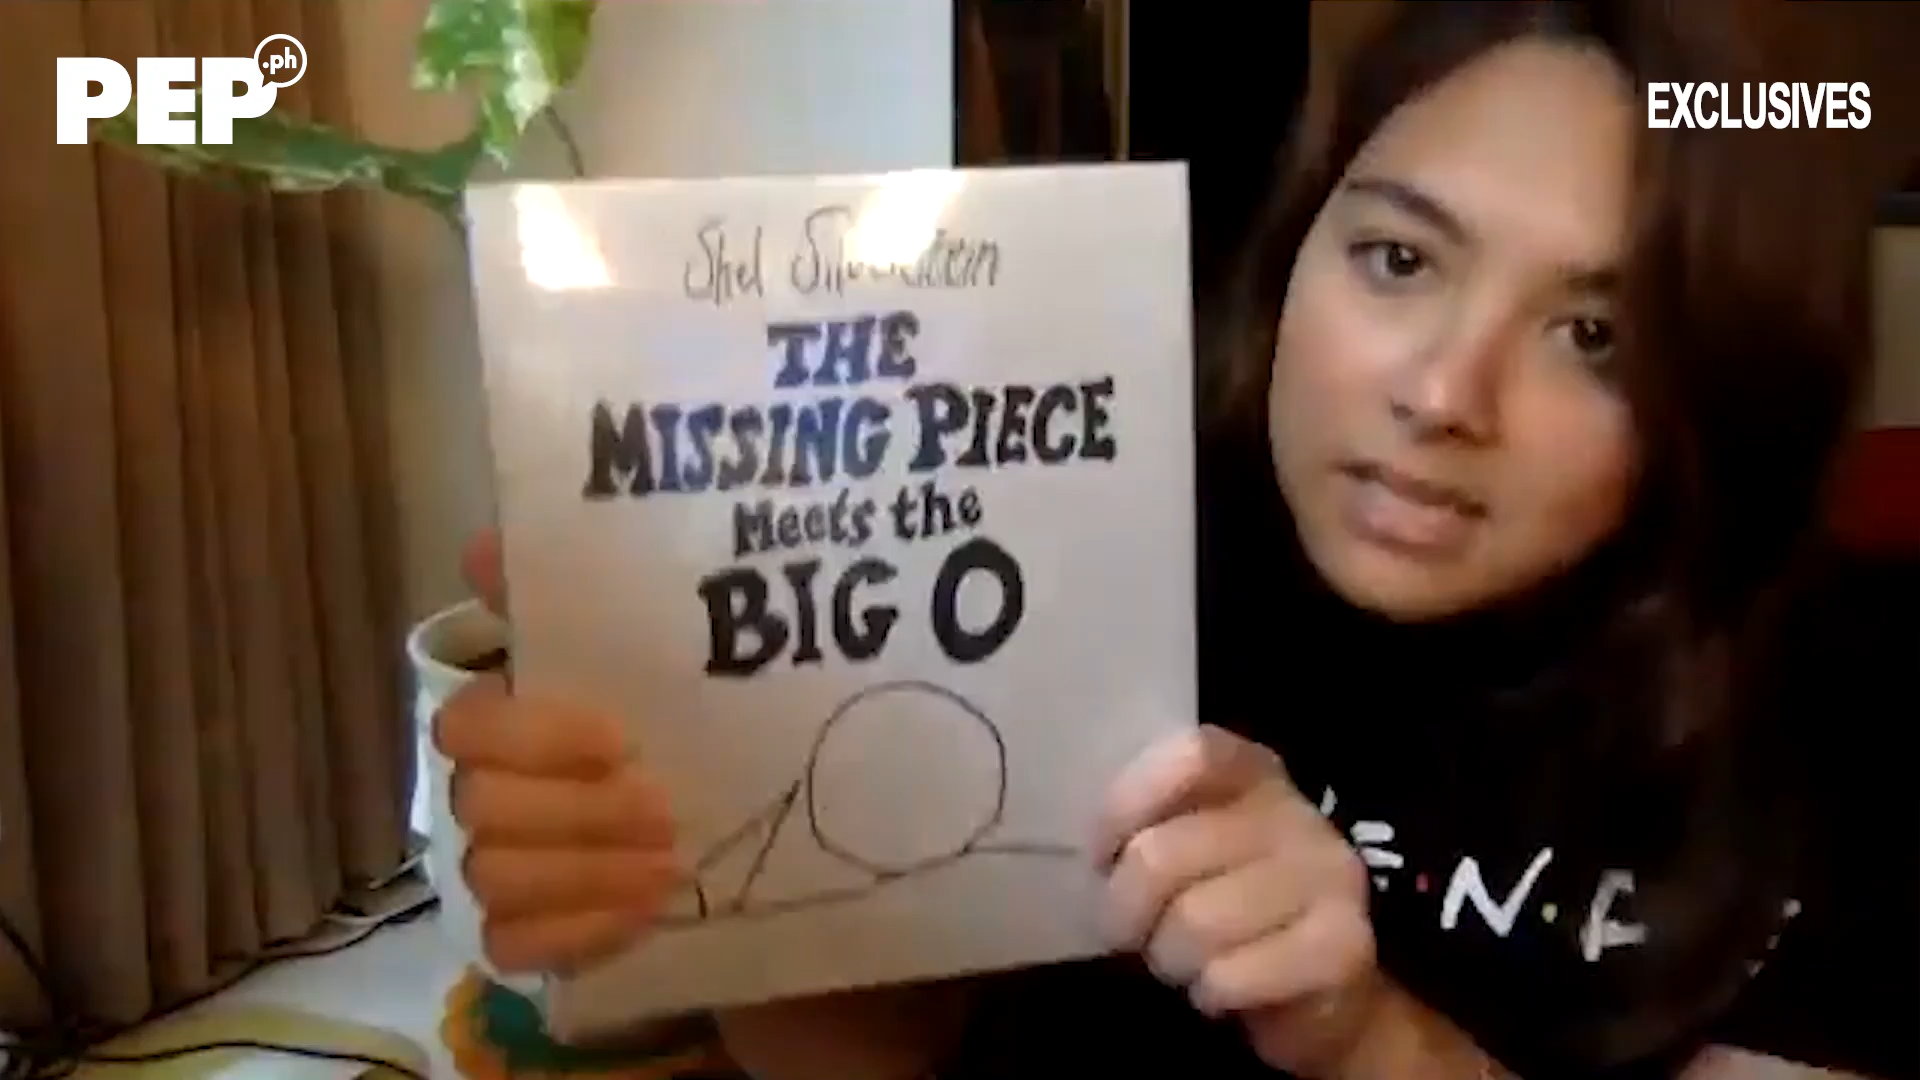 PEP.ph
EXCLUSIVES
Shel Silverstein
THE
MISSING PIECE
Meets the
BIG O
E·N·